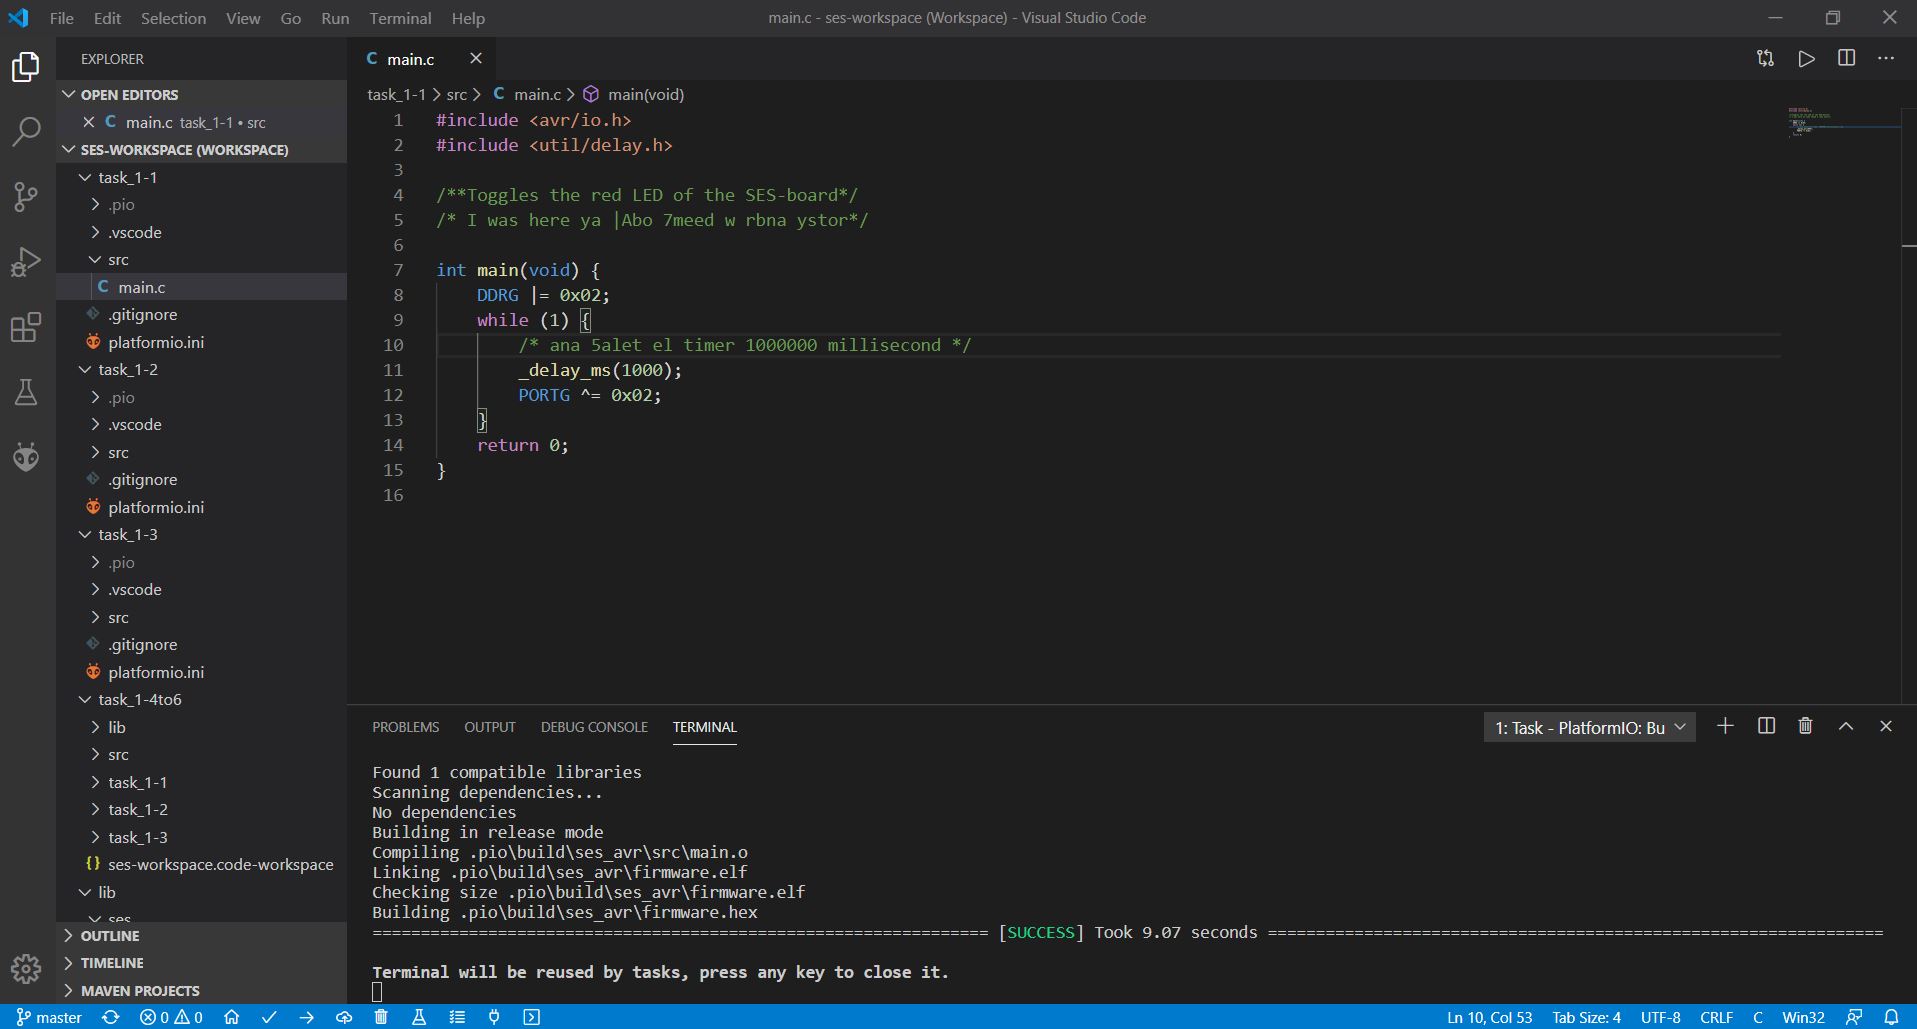 File Edit Selection View Go Run Terminal Help
main.c - ses-workspace (Workspace) - Visual Studio Code
EXPLORER
OPEN EDITORS
main.c task_1-1 • src
SES-WORKSPACE (WORKSPACE)
task_1-1
.pio
.vscode
src
C main.c
.gitignore
platformio.ini
task_1-2
.pio
.vscode
src
.gitignore
platformio.ini
task_1-3
.pio
.vscode
src
.gitignore
platformio.ini
task_1-4to6
lib
src
task_1-1
task_1-2
task_1-3
{} ses-workspace.code-workspace
lib
ses
OUTLINE
TIMELINE
MAVEN PROJECTS
C main.c
task_1-1 > src > C main.c > main(void)
1 #include <avr/io.h>
2 #include <util/delay.h>
3
4 /**Toggles the red LED of the SES-board*/
5 /* I was here ya |Abo 7meed w rbna ystor*/
6
7 int main(void) {
8 DDRG |= 0x02;
9 while (1) {
10 /* ana 5alet el timer 1000000 millisecond */
11 _delay_ms(1000);
12 PORTG ^= 0x02;
13 }
14 return 0;
15 }
16
PROBLEMS OUTPUT DEBUG CONSOLE TERMINAL
1: Task - PlatformIO: Bu
Found 1 compatible libraries
Scanning dependencies...
No dependencies
Building in release mode
Compiling .pio\build\ses_avr\src\main.o
Linking .pio\build\ses_avr\firmware.elf
Checking size .pio\build\ses_avr\firmware.elf
Building .pio\build\ses_avr\firmware.hex
================================================================ [SUCCESS] Took 9.07 seconds ================================================================
Terminal will be reused by tasks, press any key to close it.
master 0 0
Ln 10, Col 53 Tab Size: 4 UTF-8 CRLF C Win32